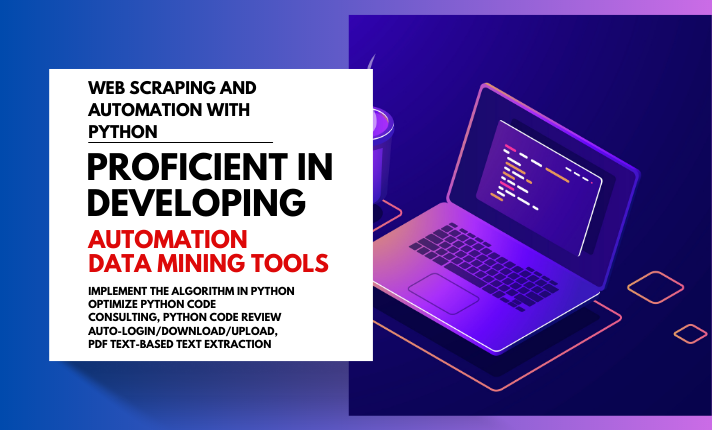 WEB SCRAPING AND
AUTOMATION WITH
PYTHON
PROFICIENT IN
DEVELOPING
AUTOMATION
DATA MINING TOOLS
IMPLEMENT THE ALGORITHM IN PYTHON
OPTIMIZE PYTHON CODE
CONSULTING, PYTHON CODE REVIEW
AUTO-LOGIN/DOWNLOAD/UPLOAD,
PDF TEXT-BASED TEXT EXTRACTION